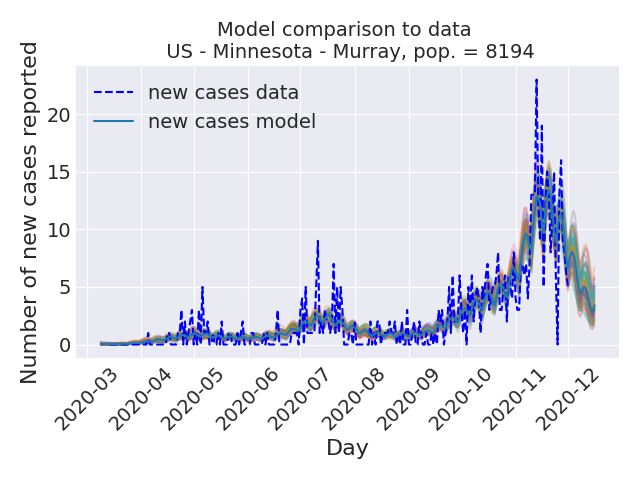 Model comparison to data
US - Minnesota - Murray, pop. = 8194
Number of new cases reported
20
15
10
5
0
new cases data
new cases model
2020-03
2020-04
2020-05
2020-06
2020-07
2020-08
2020-09
2020-10
2020-11
2020-12
Day